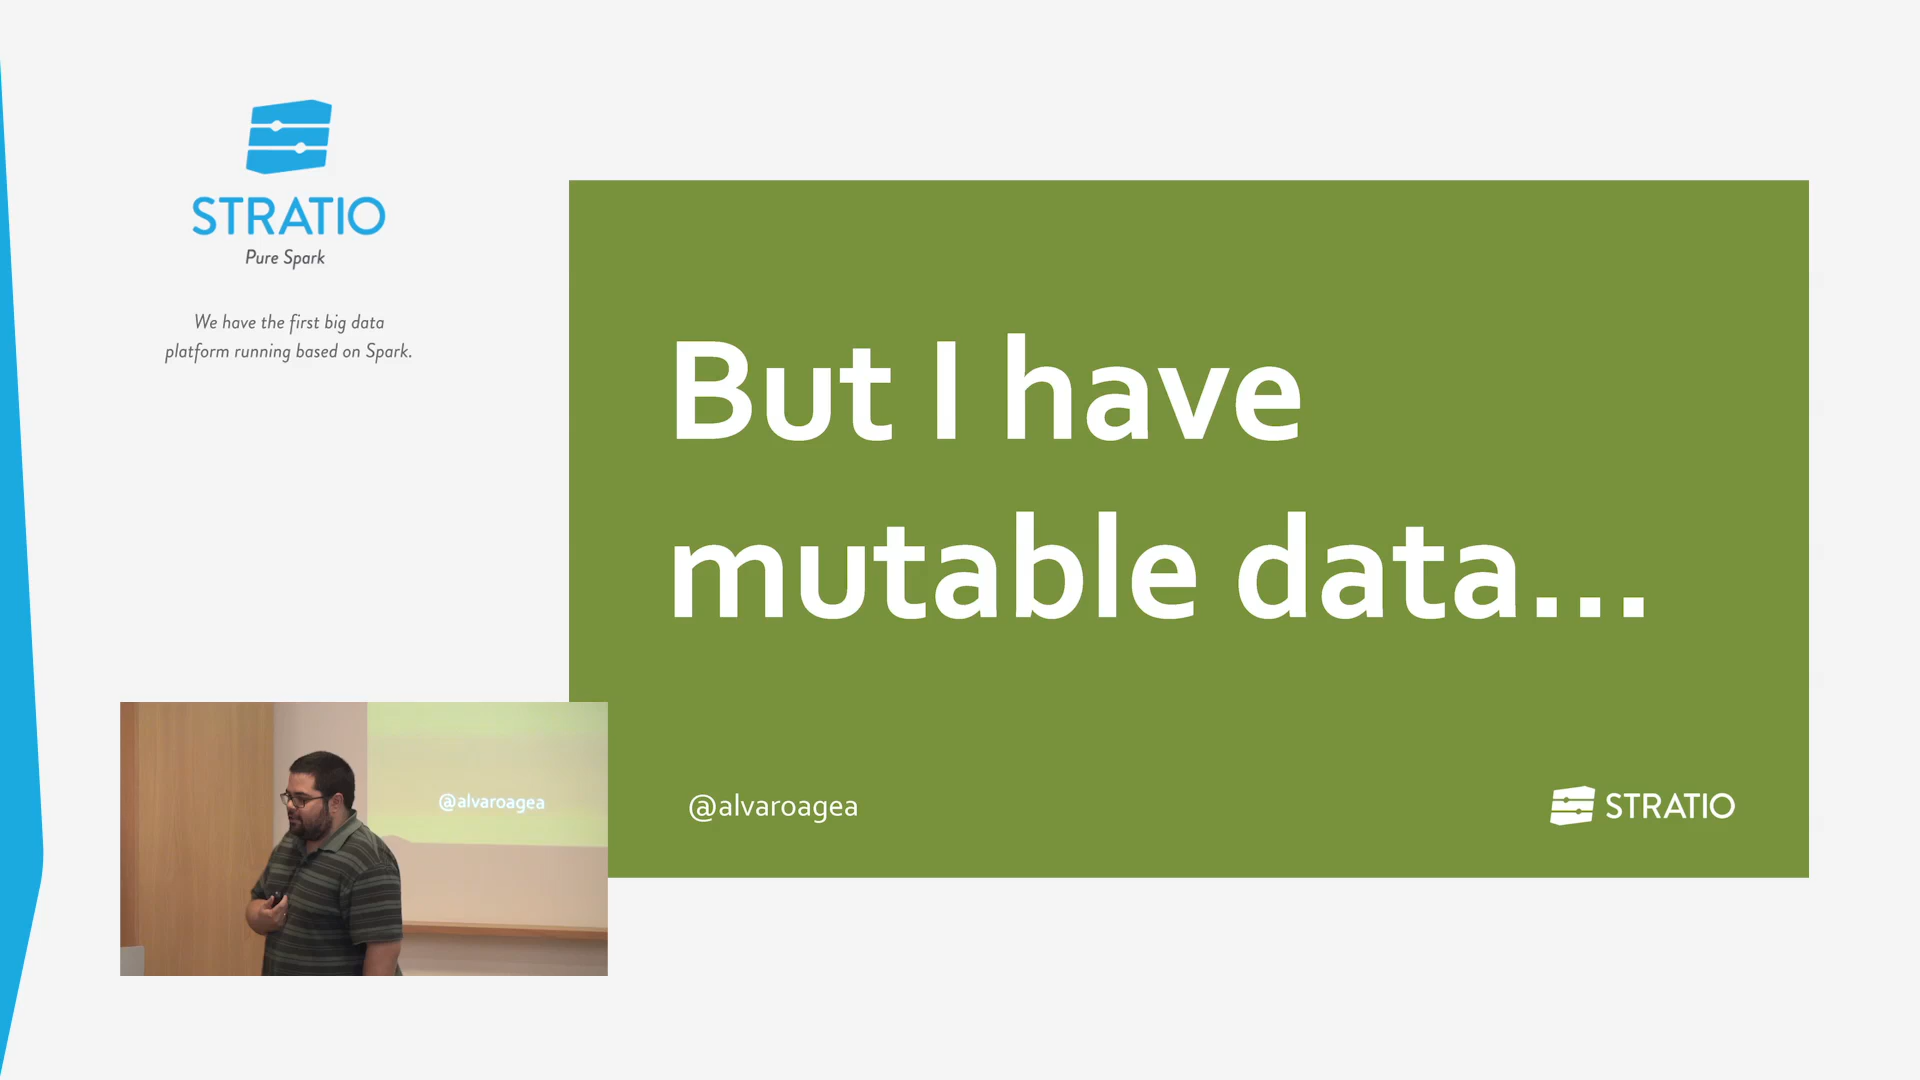 STRATIO
Pure Spark
We have the first big data
platform running based on Spark.
But I have
mutable data...
@alvaroagea
STRATIO
@alvaroagea